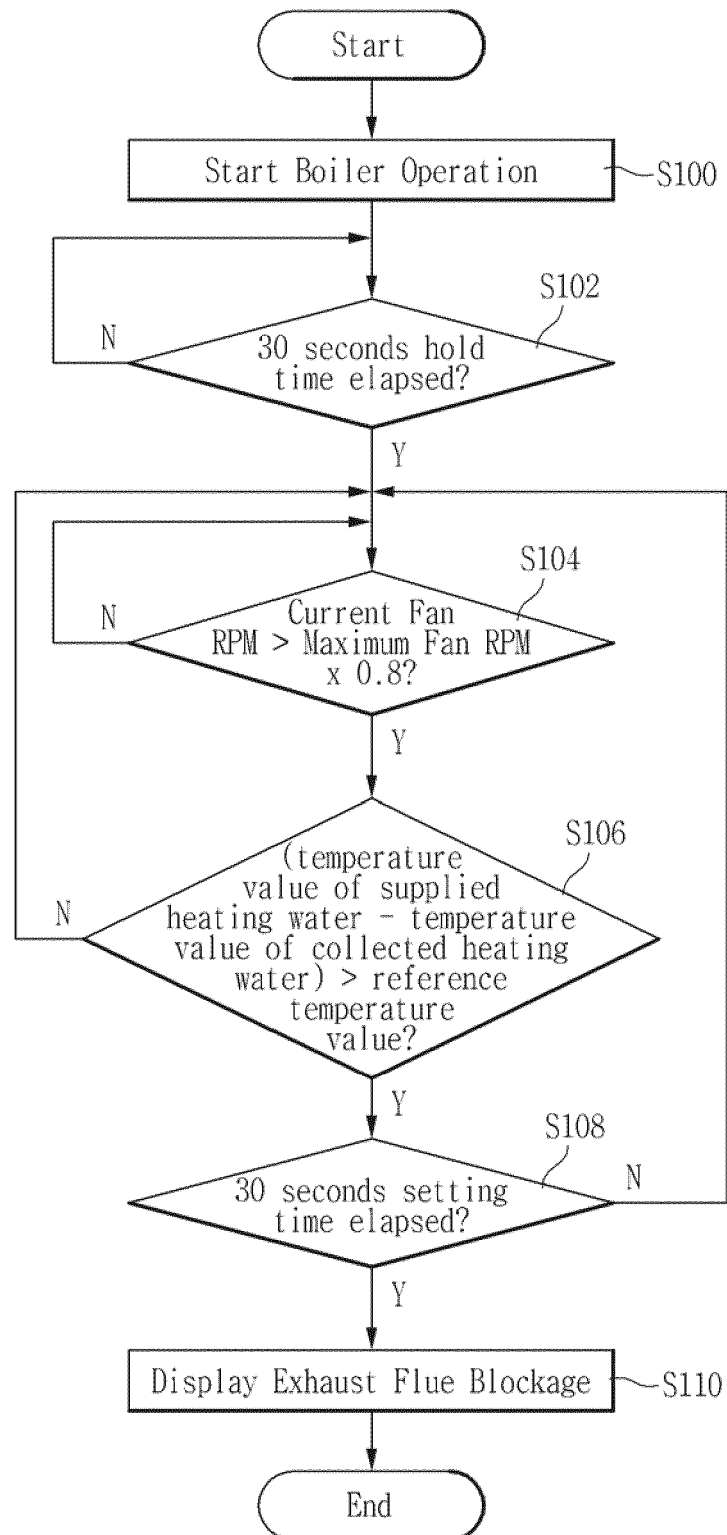 Start
Start Boiler Operation
S100
S102
N
30 seconds hold
time elapsed?
Y
S104
N
Current Fan
RPM > Maximum Fan RPM
x 0.8?
Y
S106
N
(temperature
value of supplied
heating water - temperature
value of collected heating
water) > reference
temperature
value?
Y
S108
30 seconds setting
time elapsed?
N
Y
Display Exhaust Flue Blockage
S110
End